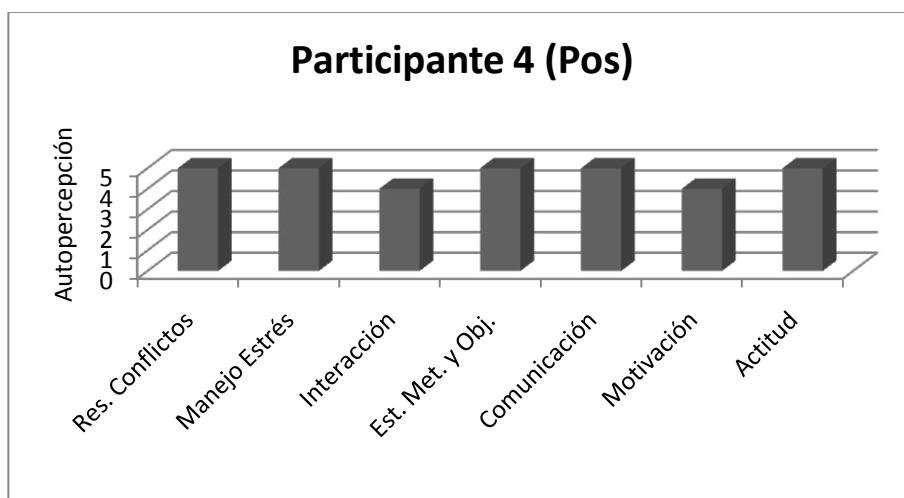 Participante 4 (Pos)
Autopercepción
5
4
3
2
1
0
Res. Conflictos
Manejo Estrés
Interacción
Est. Met. y Obj.
Comunicación
Motivación
Actitud